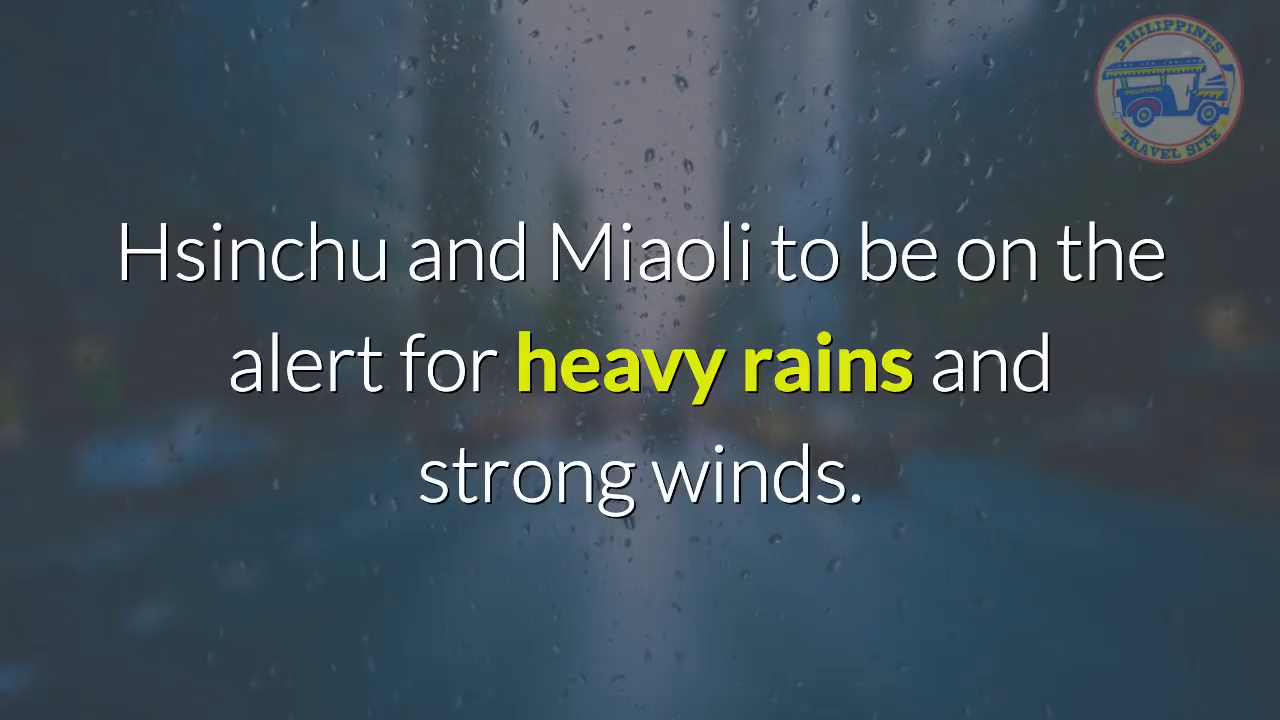 PHILIPPINES
TRAVEL SITE
Hsinchu and Miaoli to be on the
alert for heavy rains and
strong winds.